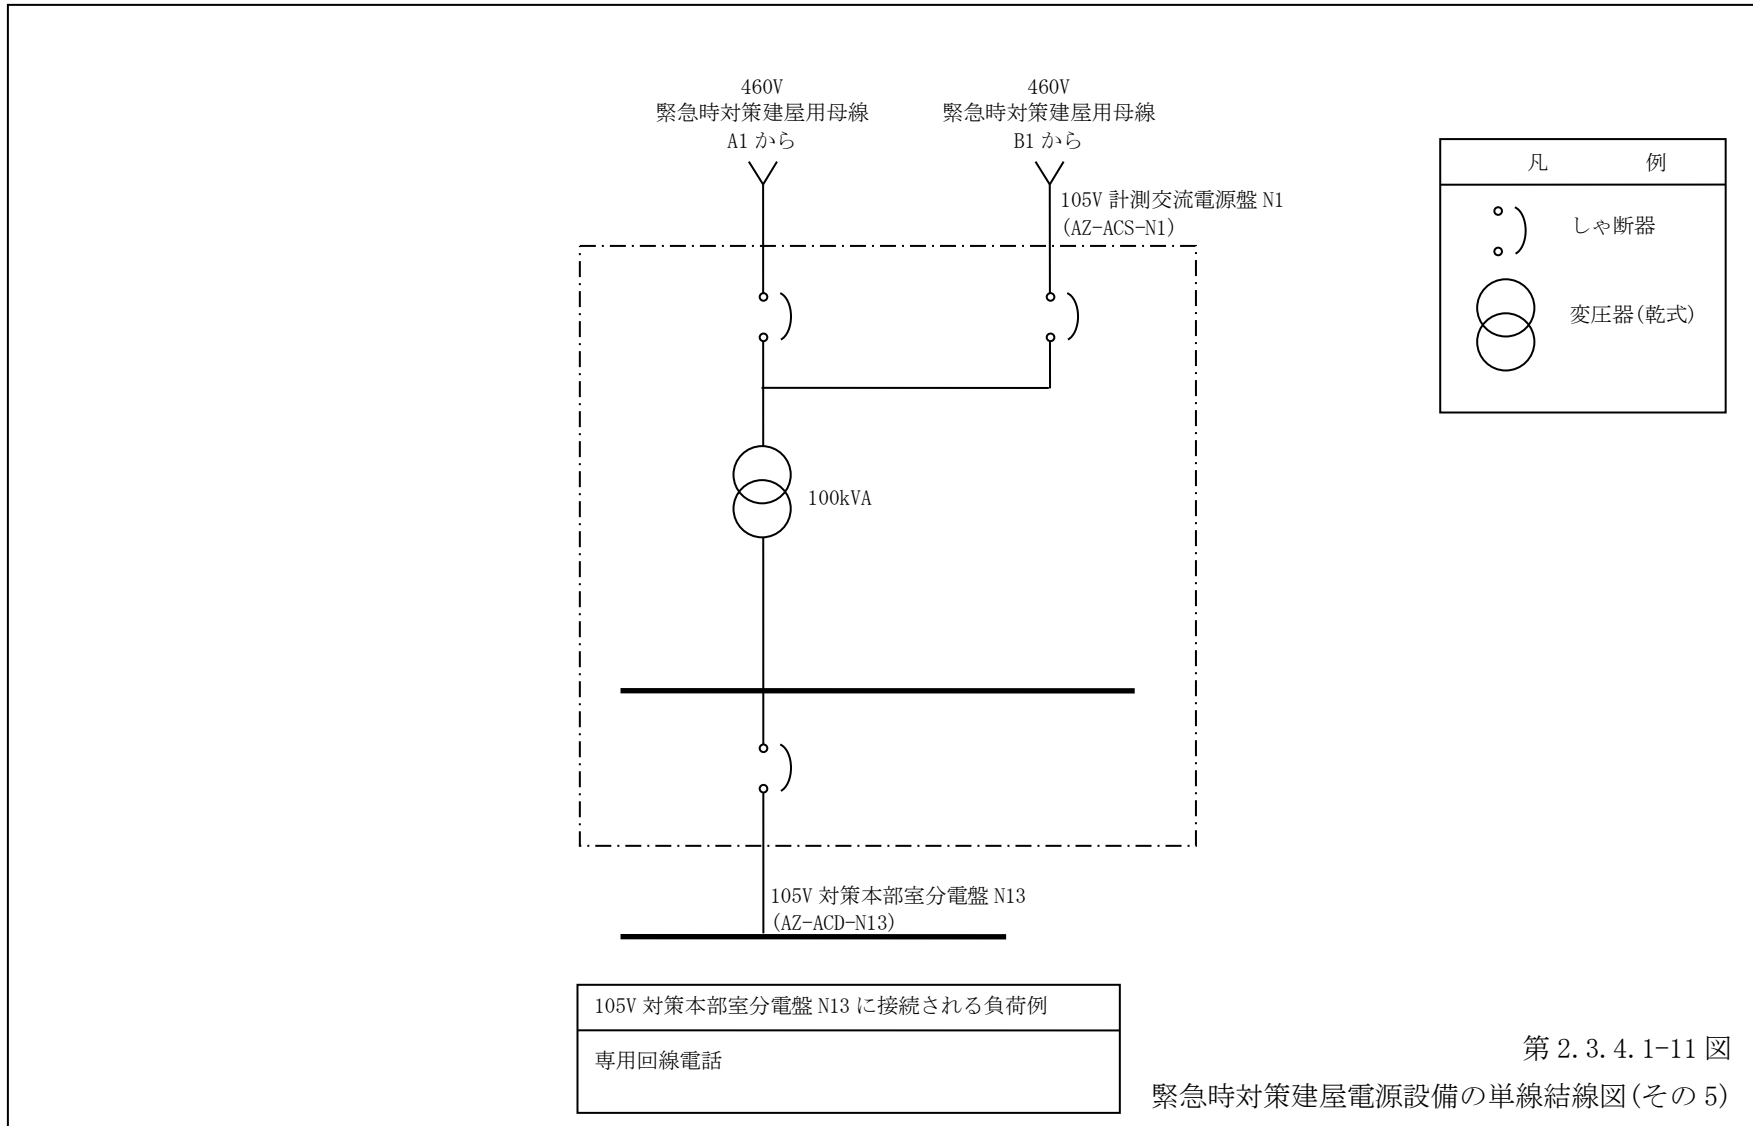 460V
緊急時対策建屋用母線
A1 から
460V
緊急時対策建屋用母線
B1 から
105V 計測交流電源盤 N1
(AZ-ACS-N1)
凡　　例
しゃ断器
変圧器(乾式)
100kVA
105V 対策本部室分電盤 N13
(AZ-ACD-N13)
105V 対策本部室分電盤 N13 に接続される負荷例
専用回線電話
第 2.3.4.1-11 図
緊急時対策建屋電源設備の単線結線図(その 5)